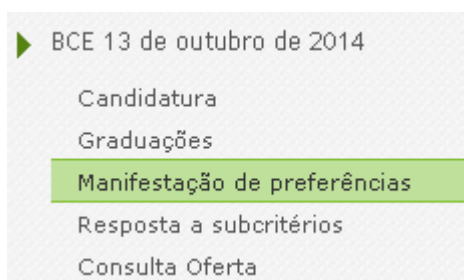 BCE 13 de outubro de 2014
Candidatura
Graduações
Manifestação de preferências
Resposta a subcritérios
Consulta Oferta